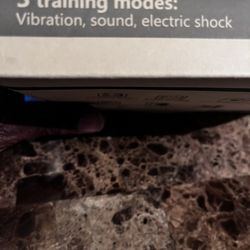 3 training modes:
Vibration, sound, electric shock